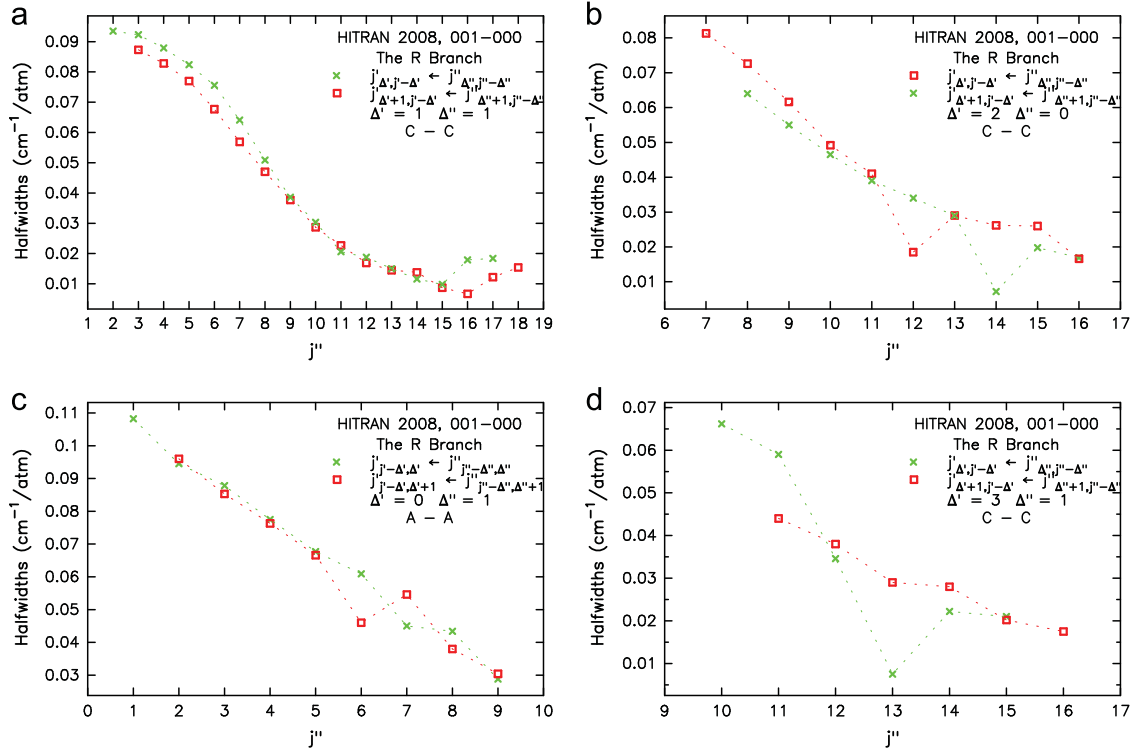 a
HITRAN 2008, 001−000
The R Branch
j'Δ',j'−Δ' ← j''Δ'',j''−Δ''
j'Δ'+1,j'−Δ' ← j''Δ''+1,j''−Δ''
Δ' = 1 Δ'' = 1
C − C
Halfwidths (cm⁻¹/atm)
0.09
0.08
0.07
0.06
0.05
0.04
0.03
0.02
0.01
1 2 3 4 5 6 7 8 9 10 11 12 13 14 15 16 17 18 19
j''
b
HITRAN 2008, 001−000
The R Branch
j'Δ',j'−Δ' ← j''Δ'',j''−Δ''
j'Δ'+1,j'−Δ' ← j''Δ''+1,j''−Δ''
Δ' = 2 Δ'' = 0
C − C
Halfwidths (cm⁻¹/atm)
0.08
0.07
0.06
0.05
0.04
0.03
0.02
0.01
6 7 8 9 10 11 12 13 14 15 16 17
j''
c
HITRAN 2008, 001−000
The R Branch
j'j'−Δ',Δ' ← j''j''−Δ'',Δ''
j'j'−Δ',Δ'+1 ← j''j''−Δ'',Δ''+1
Δ' = 0 Δ'' = 1
A − A
Halfwidths (cm⁻¹/atm)
0.11
0.1
0.09
0.08
0.07
0.06
0.05
0.04
0.03
0 1 2 3 4 5 6 7 8 9 10
j''
d
HITRAN 2008, 001−000
The R Branch
j'Δ',j'−Δ' ← j''Δ'',j''−Δ''
j'Δ'+1,j'−Δ' ← j''Δ''+1,j''−Δ''
Δ' = 3 Δ'' = 1
C − C
Halfwidths (cm⁻¹/atm)
0.07
0.06
0.05
0.04
0.03
0.02
0.01
9 10 11 12 13 14 15 16 17 18
j''